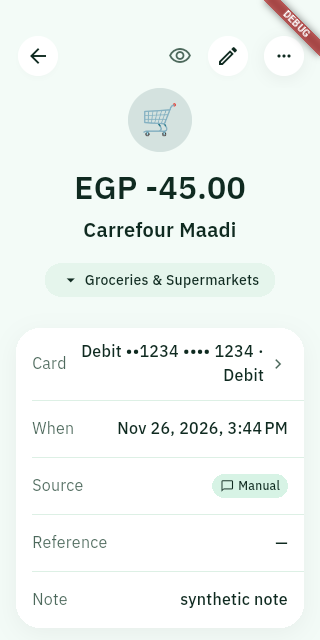 DEBUG
EGP -45.00
Carrefour Maadi
Groceries & Supermarkets
Card Debit ••1234 •••• 1234 ·
Debit
When Nov 26, 2026, 3:44 PM
Source Manual
Reference —
Note synthetic note